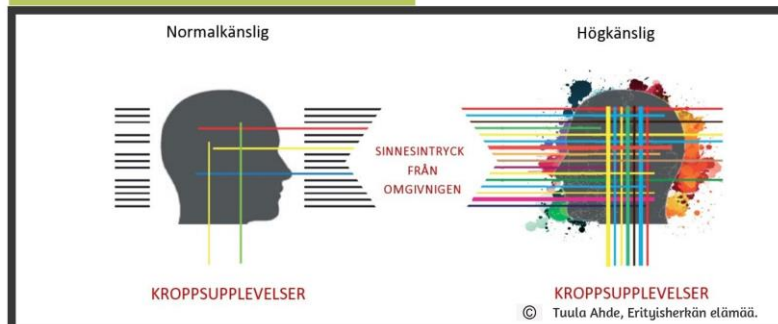 Normalkänslig
Högkänslig
SINNESINTRYCK
FRÅN
OMGIVNIGEN
KROPPSUPPLEVELSER
KROPPSUPPLEVELSER
© Tuula Ahde, Erityisherkän elämää.